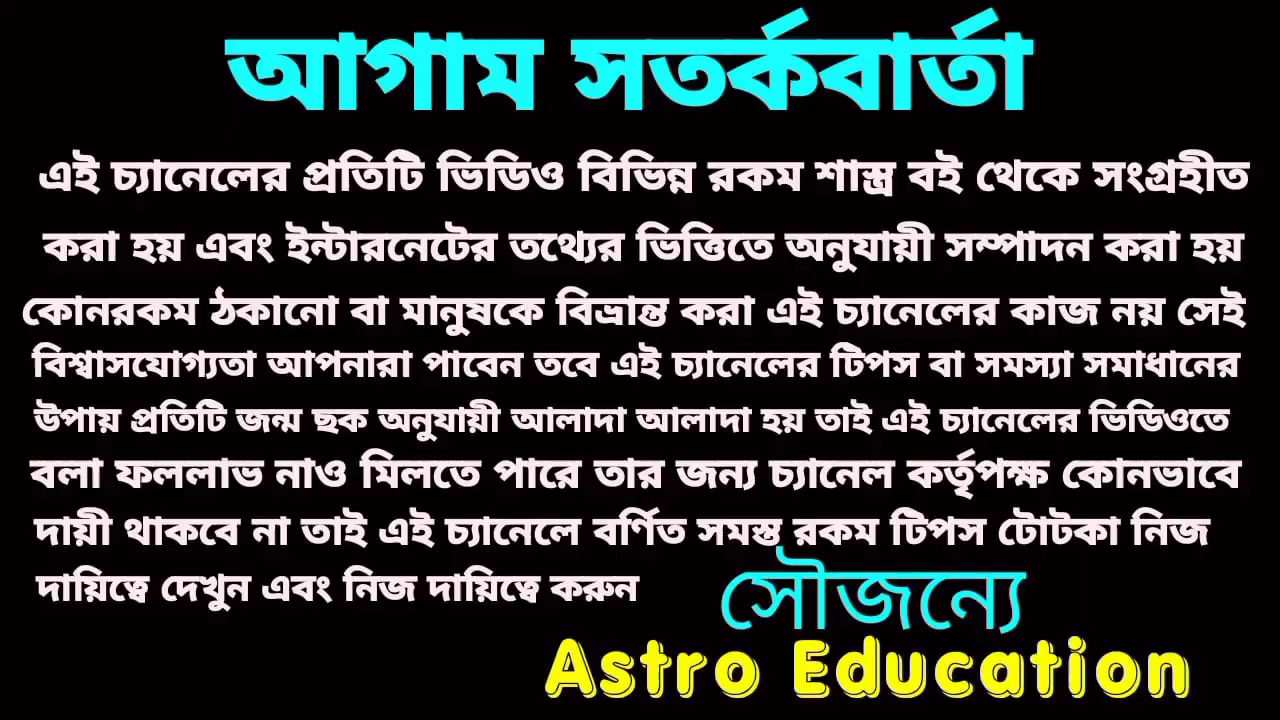 আগাম সতর্কবার্তা
এই চ্যানেলের প্রতিটি ভিডিও বিভিন্ন রকম শাস্ত্র বই থেকে সংগ্রহীত
করা হয় এবং ইন্টারনেটের তথ্যের ভিত্তিতে অনুযায়ী সম্পাদন করা হয়
কোনরকম ঠকানো বা মানুষকে বিভ্রান্ত করা এই চ্যানেলের কাজ নয় সেই
বিশ্বাসযোগ্যতা আপনারা পাবেন তবে এই চ্যানেলের টিপস বা সমস্যা সমাধানের
উপায় প্রতিটি জন্ম ছক অনুযায়ী আলাদা আলাদা হয় তাই এই চ্যানেলের ভিডিওতে
বলা ফললাভ নাও মিলতে পারে তার জন্য চ্যানেল কর্তৃপক্ষ কোনভাবে
দায়ী থাকবে না তাই এই চ্যানেলে বর্ণিত সমস্ত রকম টিপস টোটকা নিজ
দায়িত্বে দেখুন এবং নিজ দায়িত্বে করুন
সৌজন্যে
Astro Education